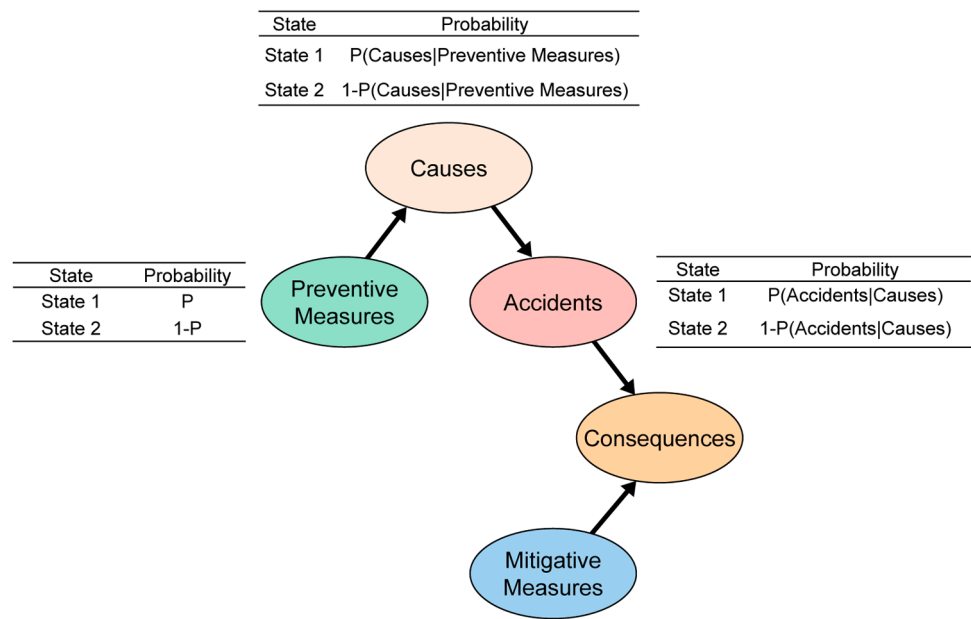 State Probability
State 1 P(Causes|Preventive Measures)
State 2 1-P(Causes|Preventive Measures)
Causes
State Probability
State 1 P
State 2 1-P
Preventive
Measures
Accidents
State Probability
State 1 P(Accidents|Causes)
State 2 1-P(Accidents|Causes)
Consequences
Mitigative
Measures